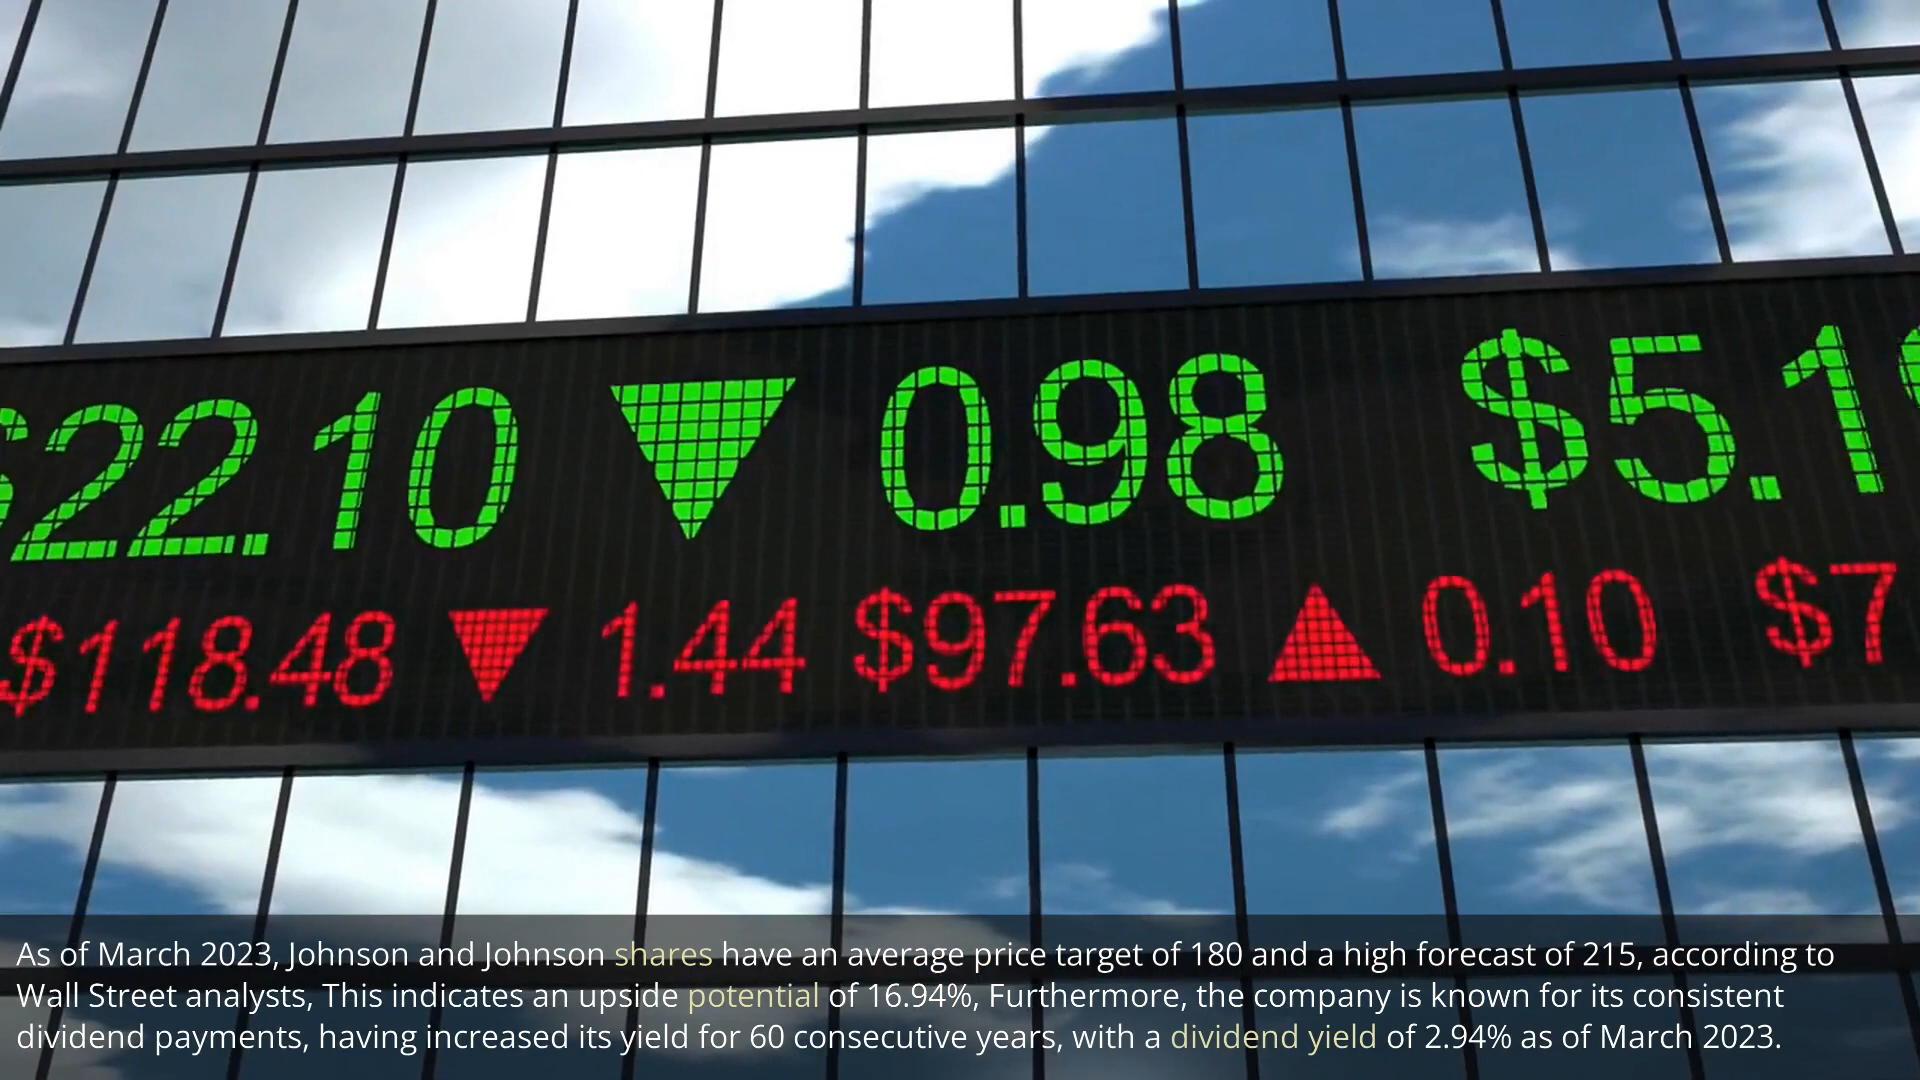 $22.10 ▼ 0.98 $5.1
$118.48 ▼ 1.44 $97.63 ▲ 0.10 $7
As of March 2023, Johnson and Johnson shares have an average price target of 180 and a high forecast of 215, according to
Wall Street analysts, This indicates an upside potential of 16.94%, Furthermore, the company is known for its consistent
dividend payments, having increased its yield for 60 consecutive years, with a dividend yield of 2.94% as of March 2023.